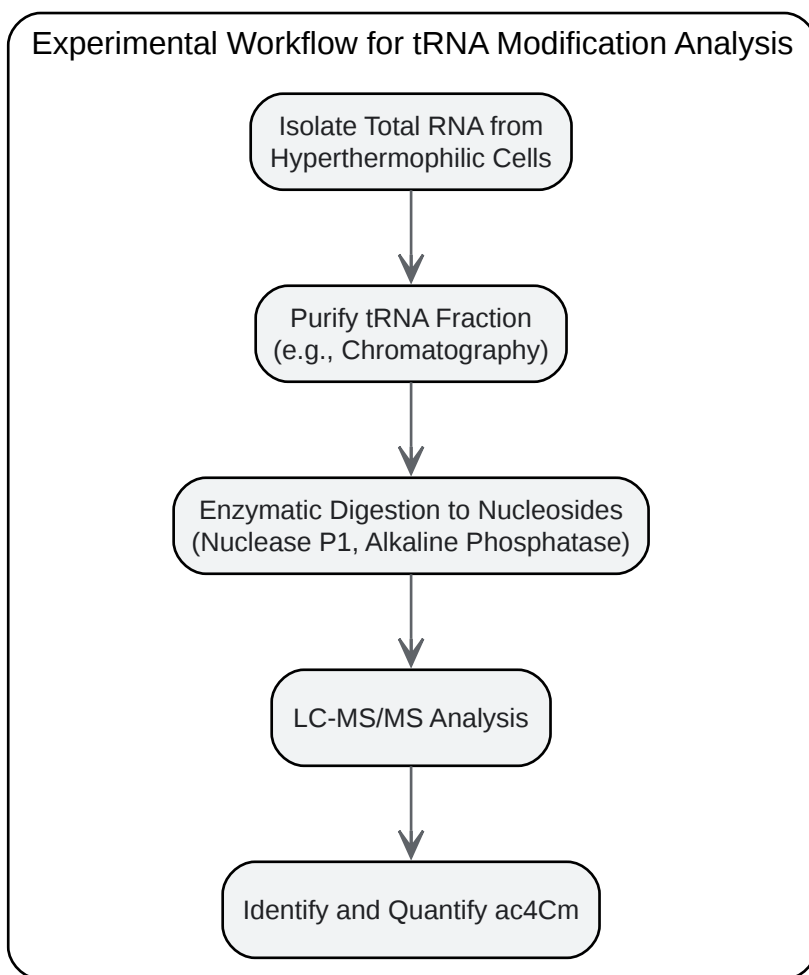 Experimental Workflow for tRNA Modification Analysis
Isolate Total RNA from
Hyperthermophilic Cells
Purify tRNA Fraction
(e.g., Chromatography)
Enzymatic Digestion to Nucleosides
(Nuclease P1, Alkaline Phosphatase)
LC-MS/MS Analysis
Identify and Quantify ac4Cm